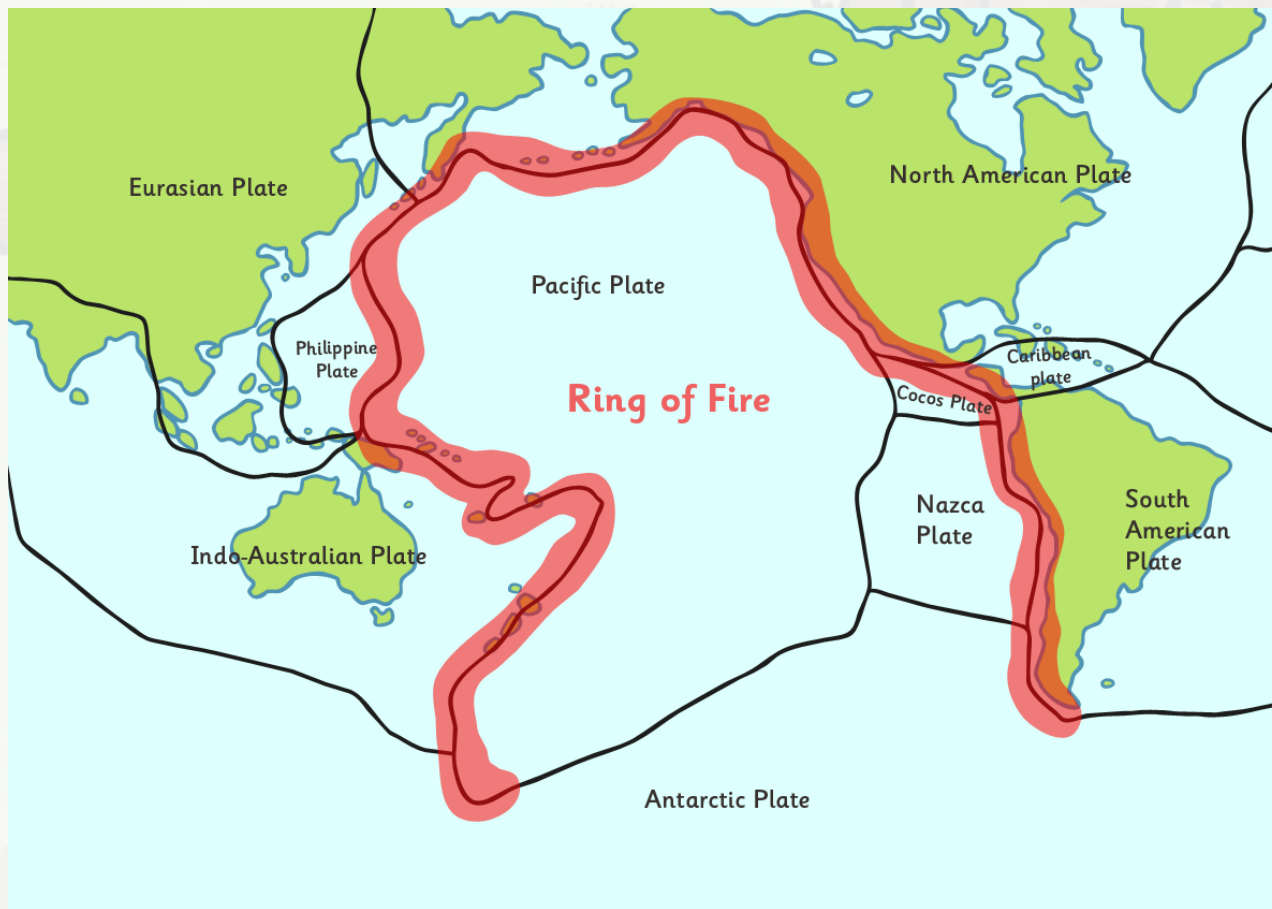 Eurasian Plate
North American Plate
Pacific Plate
Philippine
Plate
Caribbean
plate
Ring of Fire
Cocos Plate
Nazca
Plate
South
American
Plate
Indo-Australian Plate
Antarctic Plate